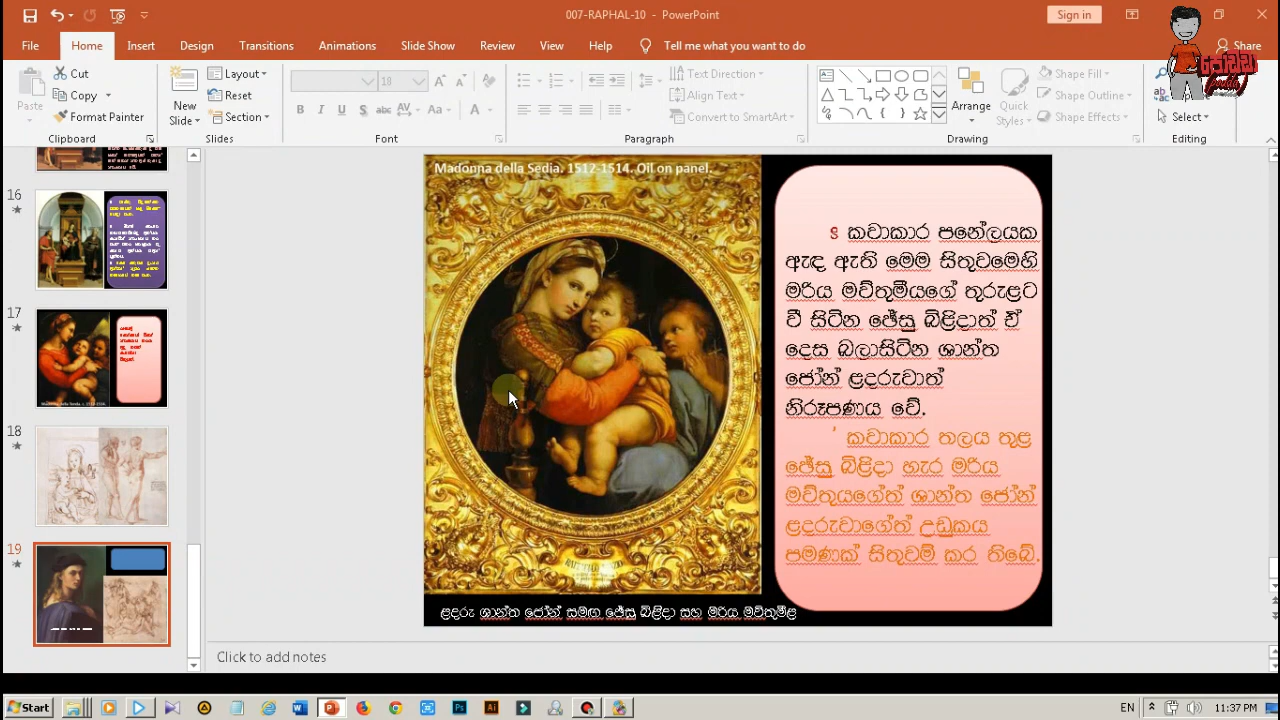 007-RAPHAL-10 - PowerPoint
Sign in
File Home Insert Design Transitions Animations Slide Show Review View Help Tell me what you want to do Share
Paste
Cut
Copy
Format Painter
Clipboard
New
Slide
Layout
Reset
Section
Slides
18
Font
Text Direction
Align Text
Convert to SmartArt
Paragraph
Arrange
Quick
Styles
Shape Fill
Shape Outline
Shape Effects
Drawing
Select
Editing
16
17
18
19
Madonna della Sedia. 1512-1514. Oil on panel.
කවාකාර පනේලයක
ඇඳ ඇති මෙම සිතුවමෙහි
මරිය මව්තුමීයගේ තුරුළට
වී සිටින ජේසු බිළිදාත් ඒ
දෙස බලාසිටින ශාන්ත
ජෝන් ළදරුවාත්
නිරූපණය වේ.
කවාකාර තලය තුළ
ජේසු බිළිදා හැර මරිය
මව්තුයගේත් ශාන්ත ජෝන්
ළදරුවාගේත් උඩුකය
පමණක් සිතුවම් කර තිබේ.
ළදරු ශාන්ත ජෝන් සමඟ ජේසු බිළිදා සහ මරිය මව්තුමීළ
Click to add notes
Start
EN
11:37 PM